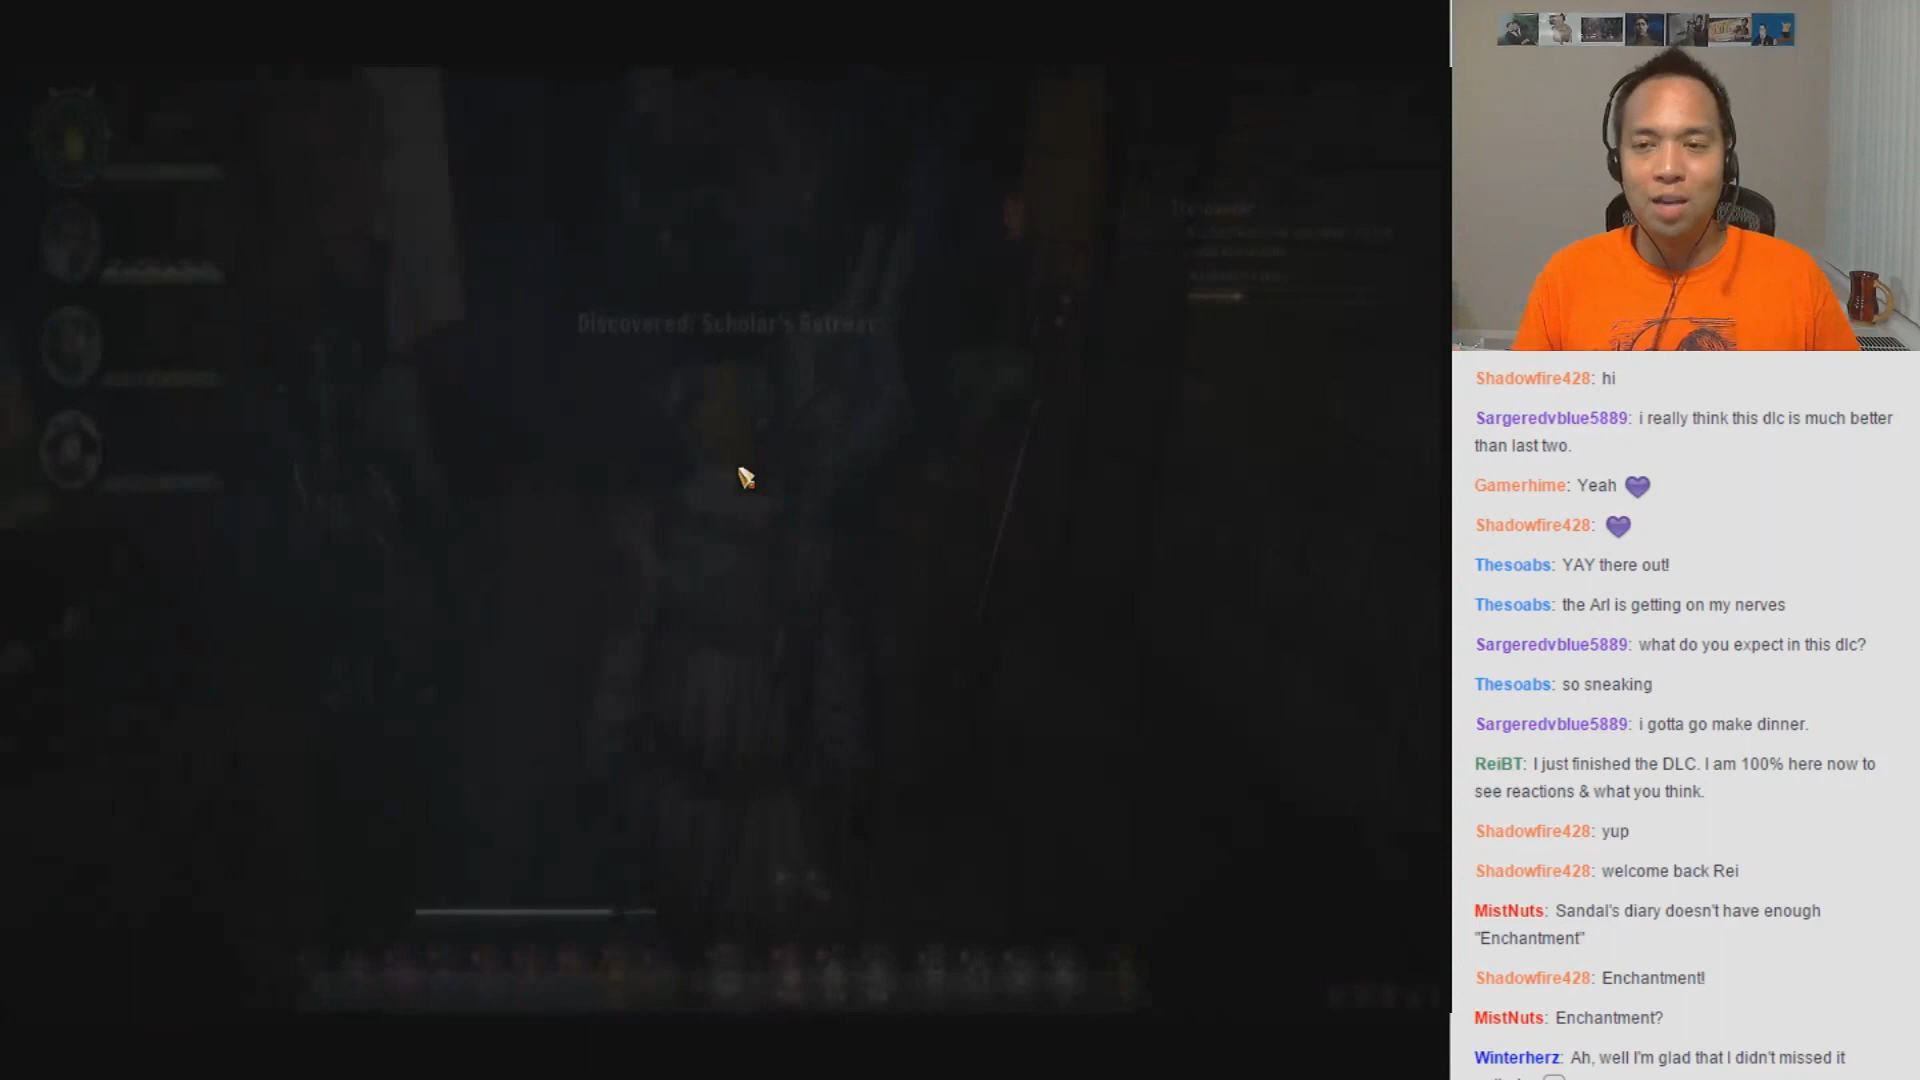 Discovered: Scholar's Retreat
Shadowfire428: hi
Sargeredvblue5889: i really think this dlc is much better
than last two.
Gamerhime: Yeah 💜
Shadowfire428: 💜
Thesoabs: YAY there out!
Thesoabs: the Arl is getting on my nerves
Sargeredvblue5889: what do you expect in this dlc?
Thesoabs: so sneaking
Sargeredvblue5889: i gotta go make dinner.
ReiBT: I just finished the DLC. I am 100% here now to
see reactions & what you think.
Shadowfire428: yup
Shadowfire428: welcome back Rei
MistNuts: Sandal's diary doesn't have enough
"Enchantment"
Shadowfire428: Enchantment!
MistNuts: Enchantment?
Winterherz: Ah, well I'm glad that I didn't missed it